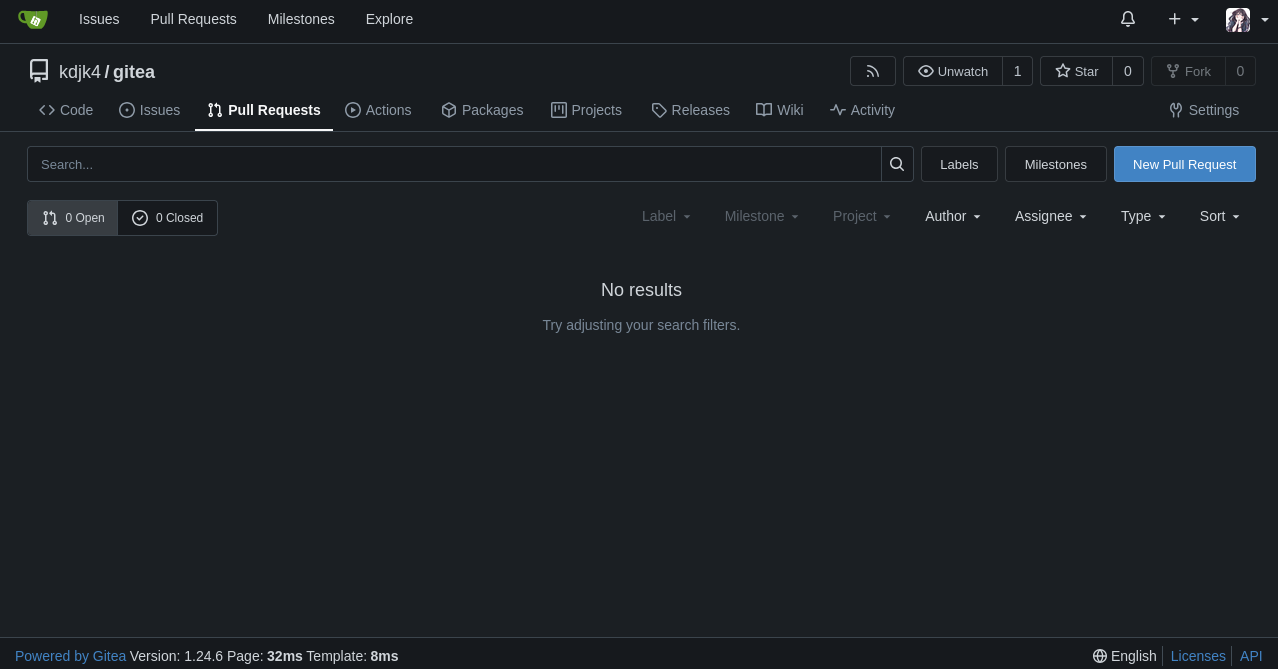 Issues Pull Requests Milestones Explore
kdjk4 / gitea Unwatch 1 Star 0 Fork 0
Code Issues Pull Requests Actions Packages Projects Releases Wiki Activity Settings
Search... Labels Milestones New Pull Request
0 Open 0 Closed Label Milestone Project Author Assignee Type Sort
No results
Try adjusting your search filters.
Powered by Gitea Version: 1.24.6 Page: 32ms Template: 8ms English Licenses API